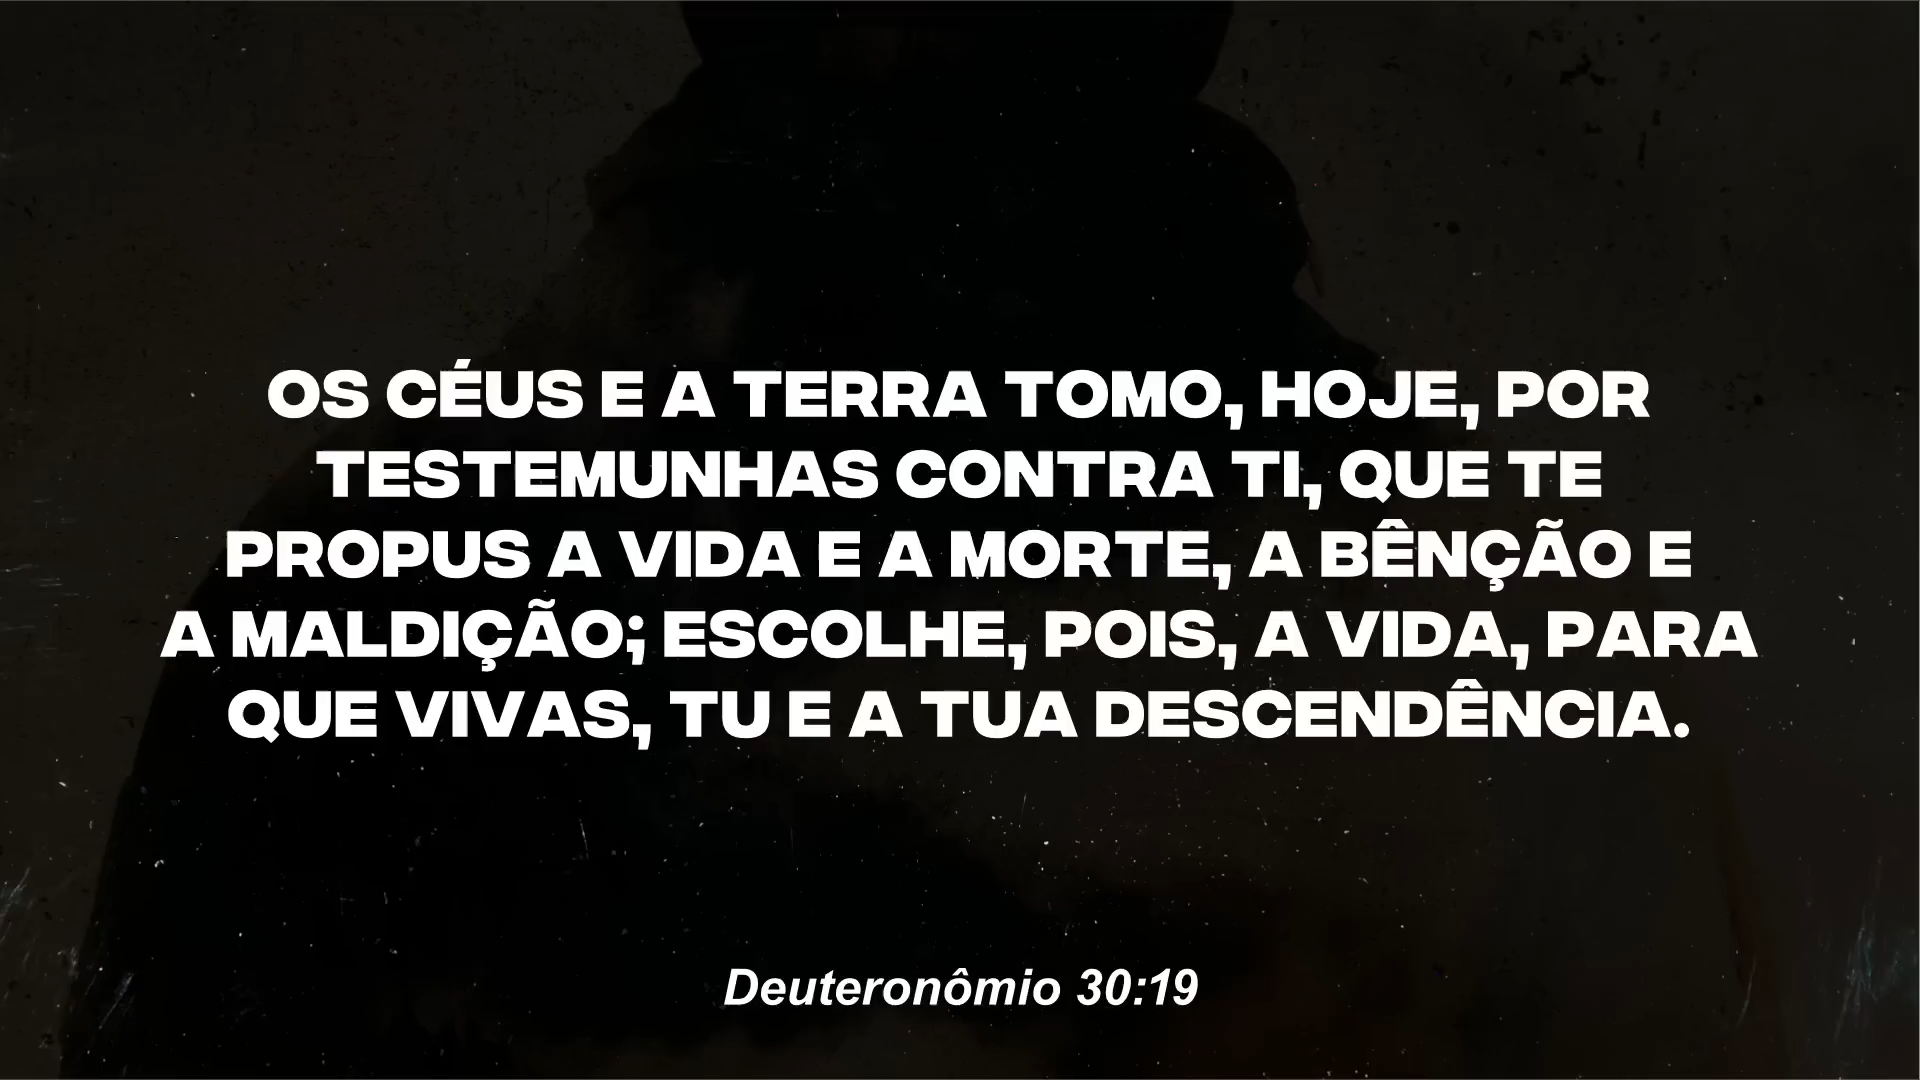 OS CÉUS E A TERRA TOMO, HOJE, POR
TESTEMUNHAS CONTRA TI, QUE TE
PROPUS A VIDA E A MORTE, A BÊNÇÃO E
A MALDIÇÃO; ESCOLHE, POIS, A VIDA, PARA
QUE VIVAS, TU E A TUA DESCENDÊNCIA.
Deuteronômio 30:19